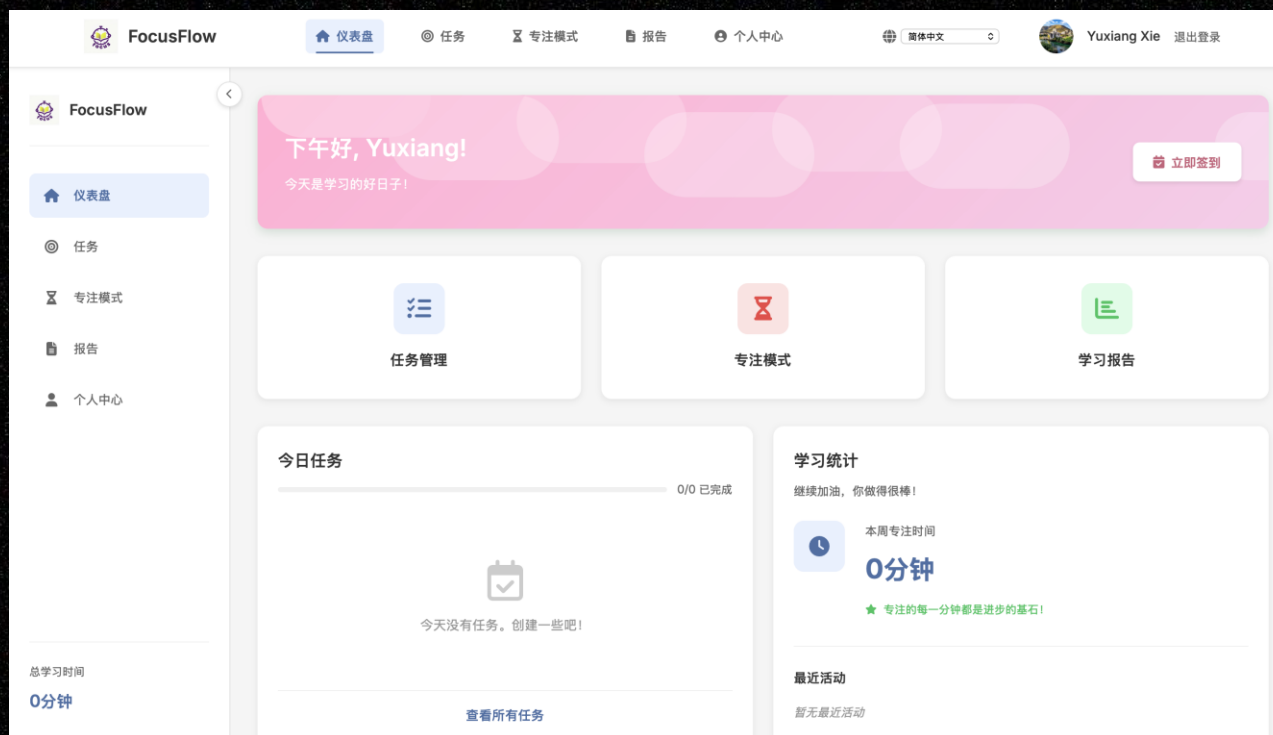 FocusFlow
仪表盘
任务
专注模式
报告
个人中心
简体中文
Yuxiang Xie
退出登录
FocusFlow
仪表盘
任务
专注模式
报告
个人中心
总学习时间
0分钟
下午好, Yuxiang!
今天是学习的好日子!
立即签到
任务管理
专注模式
学习报告
今日任务
0/0 已完成
今天没有任务。创建一些吧!
查看所有任务
学习统计
继续加油，你做得很棒!
本周专注时间
0分钟
专注的每一分钟都是进步的基石!
最近活动
暂无最近活动